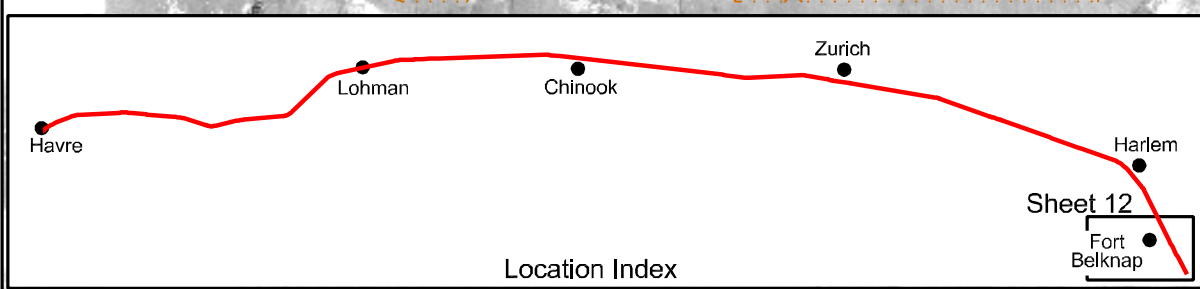 Zurich
Lohman
Chinook
Havre
Harlem
Sheet 12
Fort
Belknap
Location Index